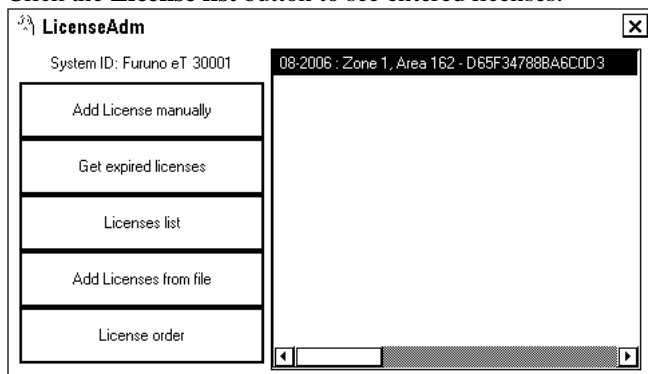 Click the License list button to see entered licenses.
LicenseAdm
System ID: Furuno eT 30001
08-2006 : Zone 1, Area 162 - D65F34788BA6C0D3
Add License manually
Get expired licenses
Licenses list
Add Licenses from file
License order